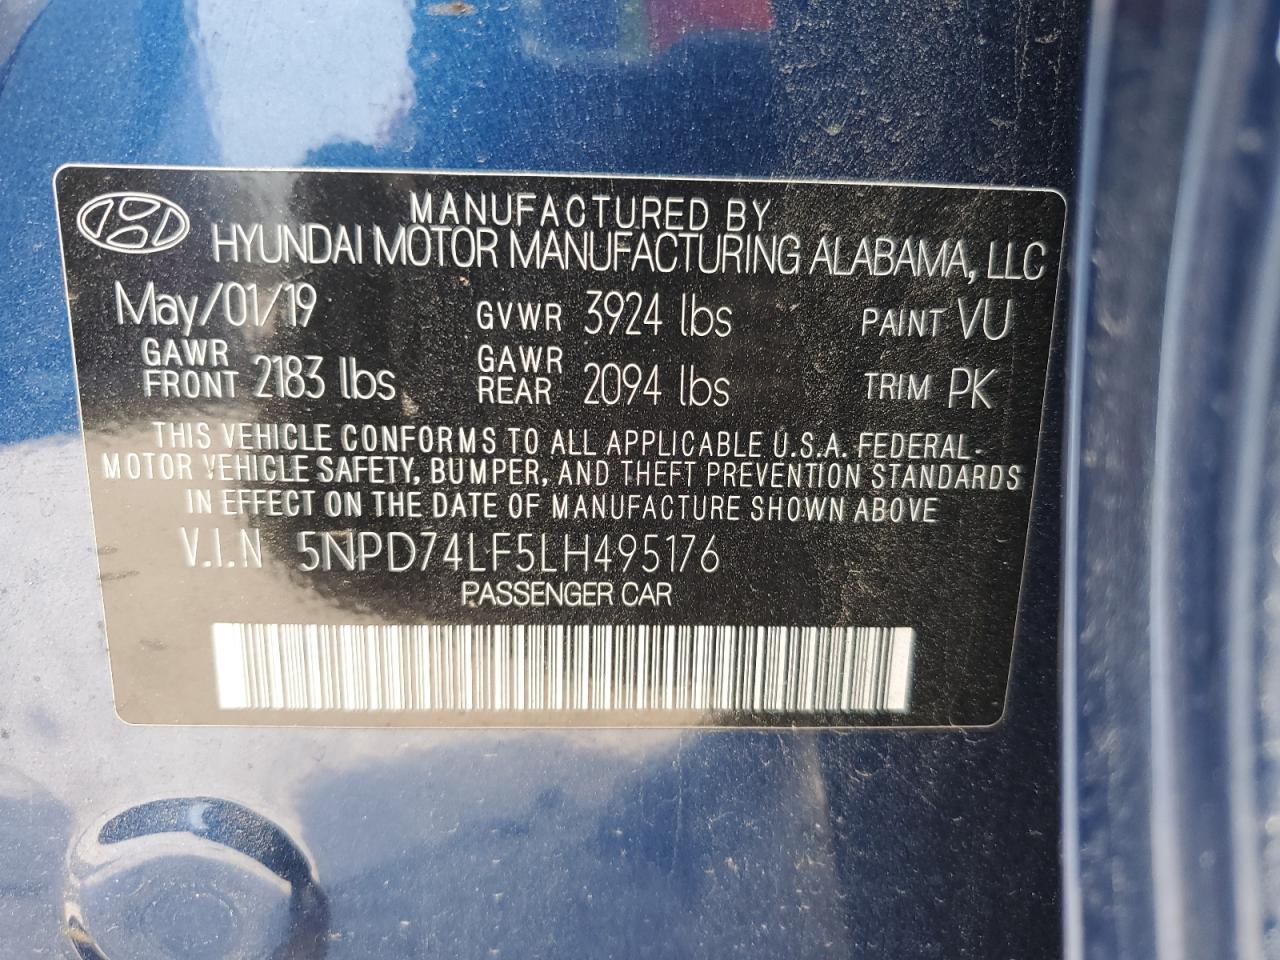 MANUFACTURED BY
HYUNDAI MOTOR MANUFACTURING ALABAMA, LLC
May/01/19 GVWR 3924 lbs PAINT VU
GAWR FRONT 2183 lbs GAWR REAR 2094 lbs TRIM PK
THIS VEHICLE CONFORMS TO ALL APPLICABLE U.S.A. FEDERAL
MOTOR VEHICLE SAFETY, BUMPER, AND THEFT PREVENTION STANDARDS
IN EFFECT ON THE DATE OF MANUFACTURE SHOWN ABOVE
V.I.N 5NPD74LF5LH495176
PASSENGER CAR